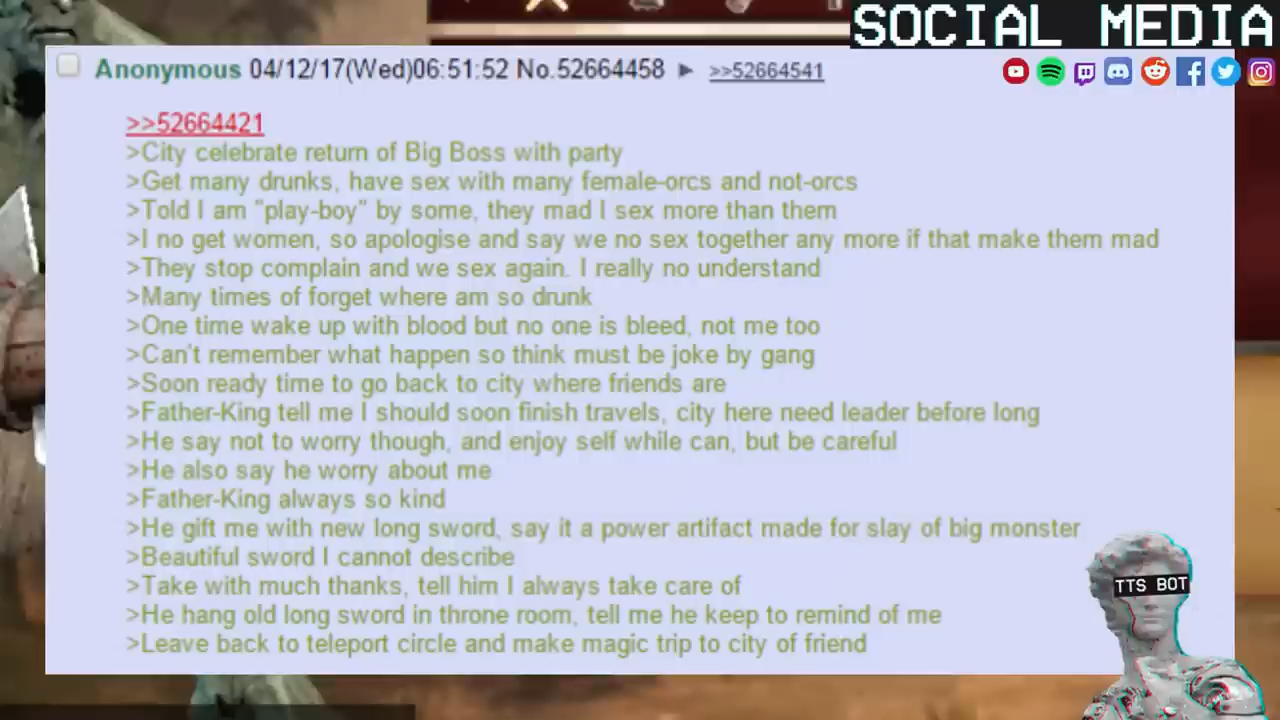 SOCIAL MEDIA
Anonymous 04/12/17(Wed)06:51:52 No.52664458 ► >>52664541
>>52664421
>City celebrate return of Big Boss with party
>Get many drunks, have sex with many female-orcs and not-orcs
>Told I am "play-boy" by some, they mad I sex more than them
>I no get women, so apologise and say we no sex together any more if that make them mad
>They stop complain and we sex again. I really no understand
>Many times of forget where am so drunk
>One time wake up with blood but no one is bleed, not me too
>Can't remember what happen so think must be joke by gang
>Soon ready time to go back to city where friends are
>Father-King tell me I should soon finish travels, city here need leader before long
>He say not to worry though, and enjoy self while can, but be careful
>He also say he worry about me
>Father-King always so kind
>He gift me with new long sword, say it a power artifact made for slay of big monster
>Beautiful sword I cannot describe
>Take with much thanks, tell him I always take care of
>He hang old long sword in throne room, tell me he keep to remind of me
>Leave back to teleport circle and make magic trip to city of friend
TTS BOT